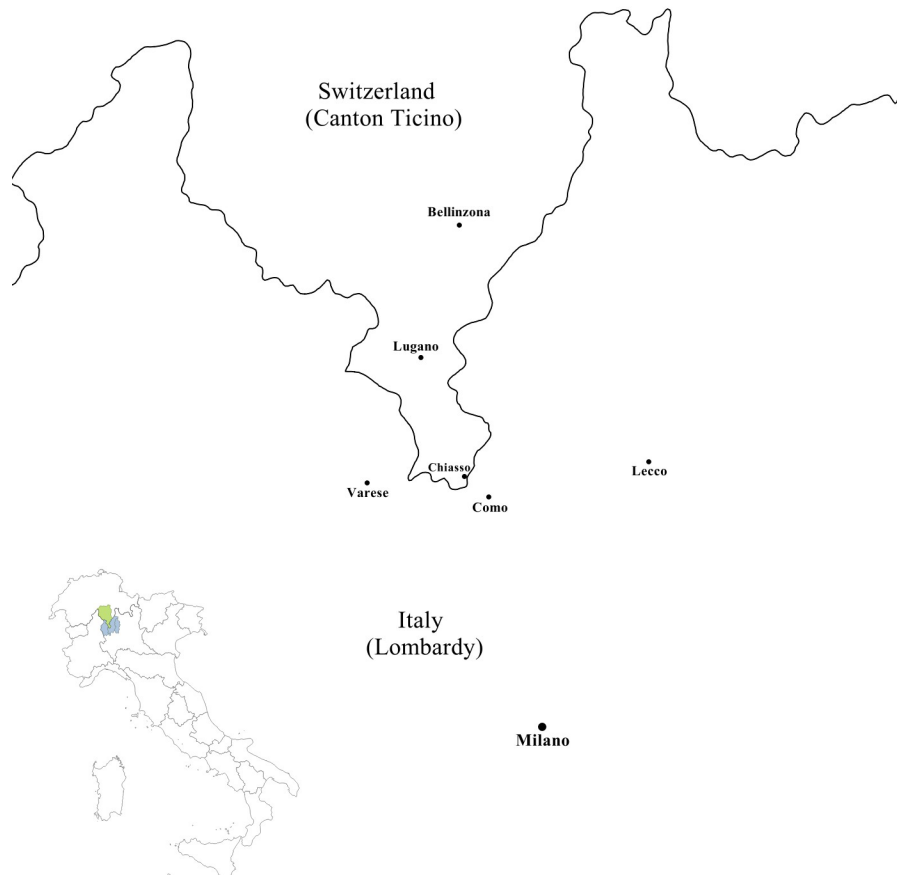 Switzerland
(Canton Ticino)
Bellinzona
Lugano
Chiasso
Lecco
Varese
Como
Italy
(Lombardy)
Milano